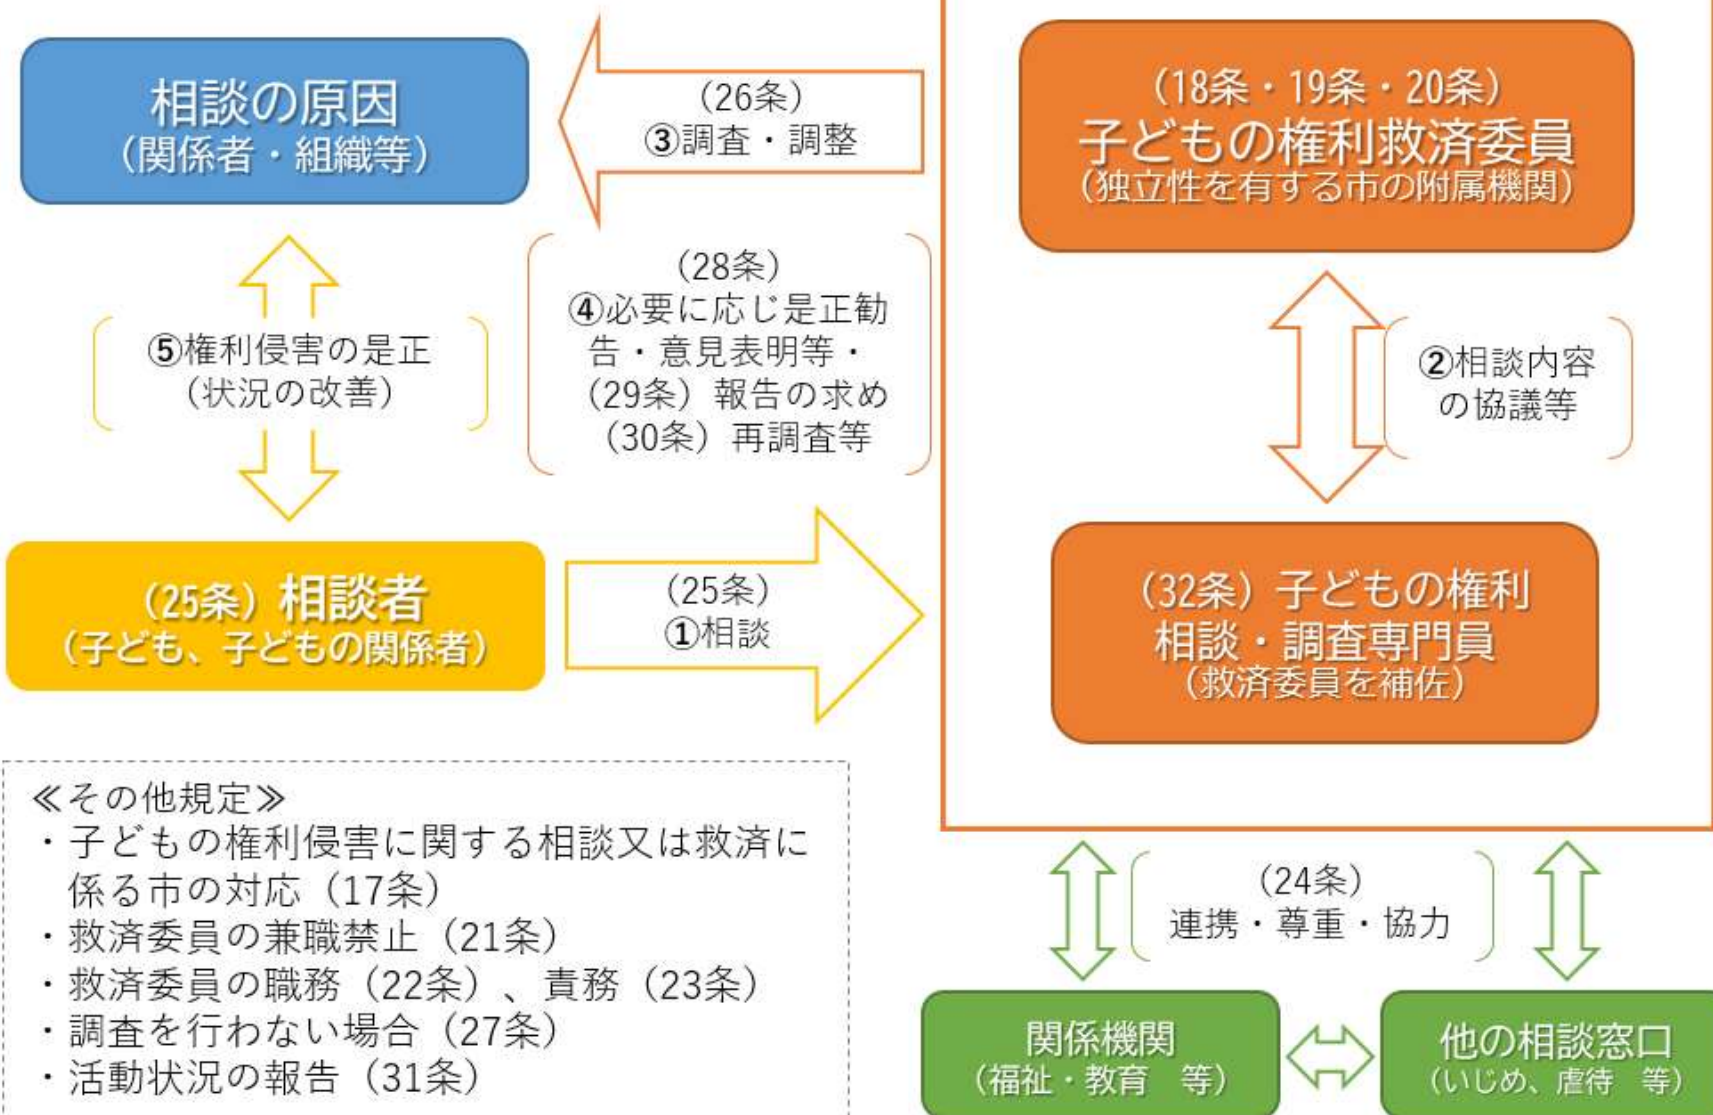 相談の原因
（関係者・組織等）
（26条）
③調査・調整
（18条・19条・20条）
子どもの権利救済委員
（独立性を有する市の附属機関）
⑤権利侵害の是正
（状況の改善）
（28条）
④必要に応じ是正勧
告・意見表明等・
（29条）報告の求め
（30条）再調査等
②相談内容
の協議等
（25条）相談者
（子ども、子どもの関係者）
（25条）
①相談
（32条）子どもの権利
相談・調査専門員
（救済委員を補佐）
≪その他規定≫
・子どもの権利侵害に関する相談又は救済に
係る市の対応（17条）
・救済委員の兼職禁止（21条）
・救済委員の職務（22条）、責務（23条）
・調査を行わない場合（27条）
・活動状況の報告（31条）
（24条）
連携・尊重・協力
関係機関
（福祉・教育　等）
他の相談窓口
（いじめ、虐待　等）